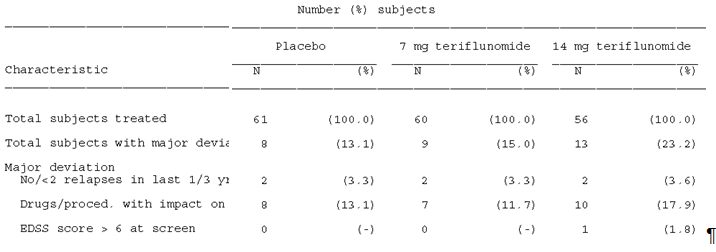 Number (%) subjects
Placebo 7 mg teriflunomide 14 mg teriflunomide
Characteristic N (%) N (%) N (%)
Total subjects treated 61 (100.0) 60 (100.0) 56 (100.0)
Total subjects with major devia 8 (13.1) 9 (15.0) 13 (23.2)
Major deviation
No/<2 relapses in last 1/3 yr 2 (3.3) 2 (3.3) 2 (3.6)
Drugs/proced. with impact on 8 (13.1) 7 (11.7) 10 (17.9)
EDSS score > 6 at screen 0 (-) 0 (-) 1 (1.8) ¶